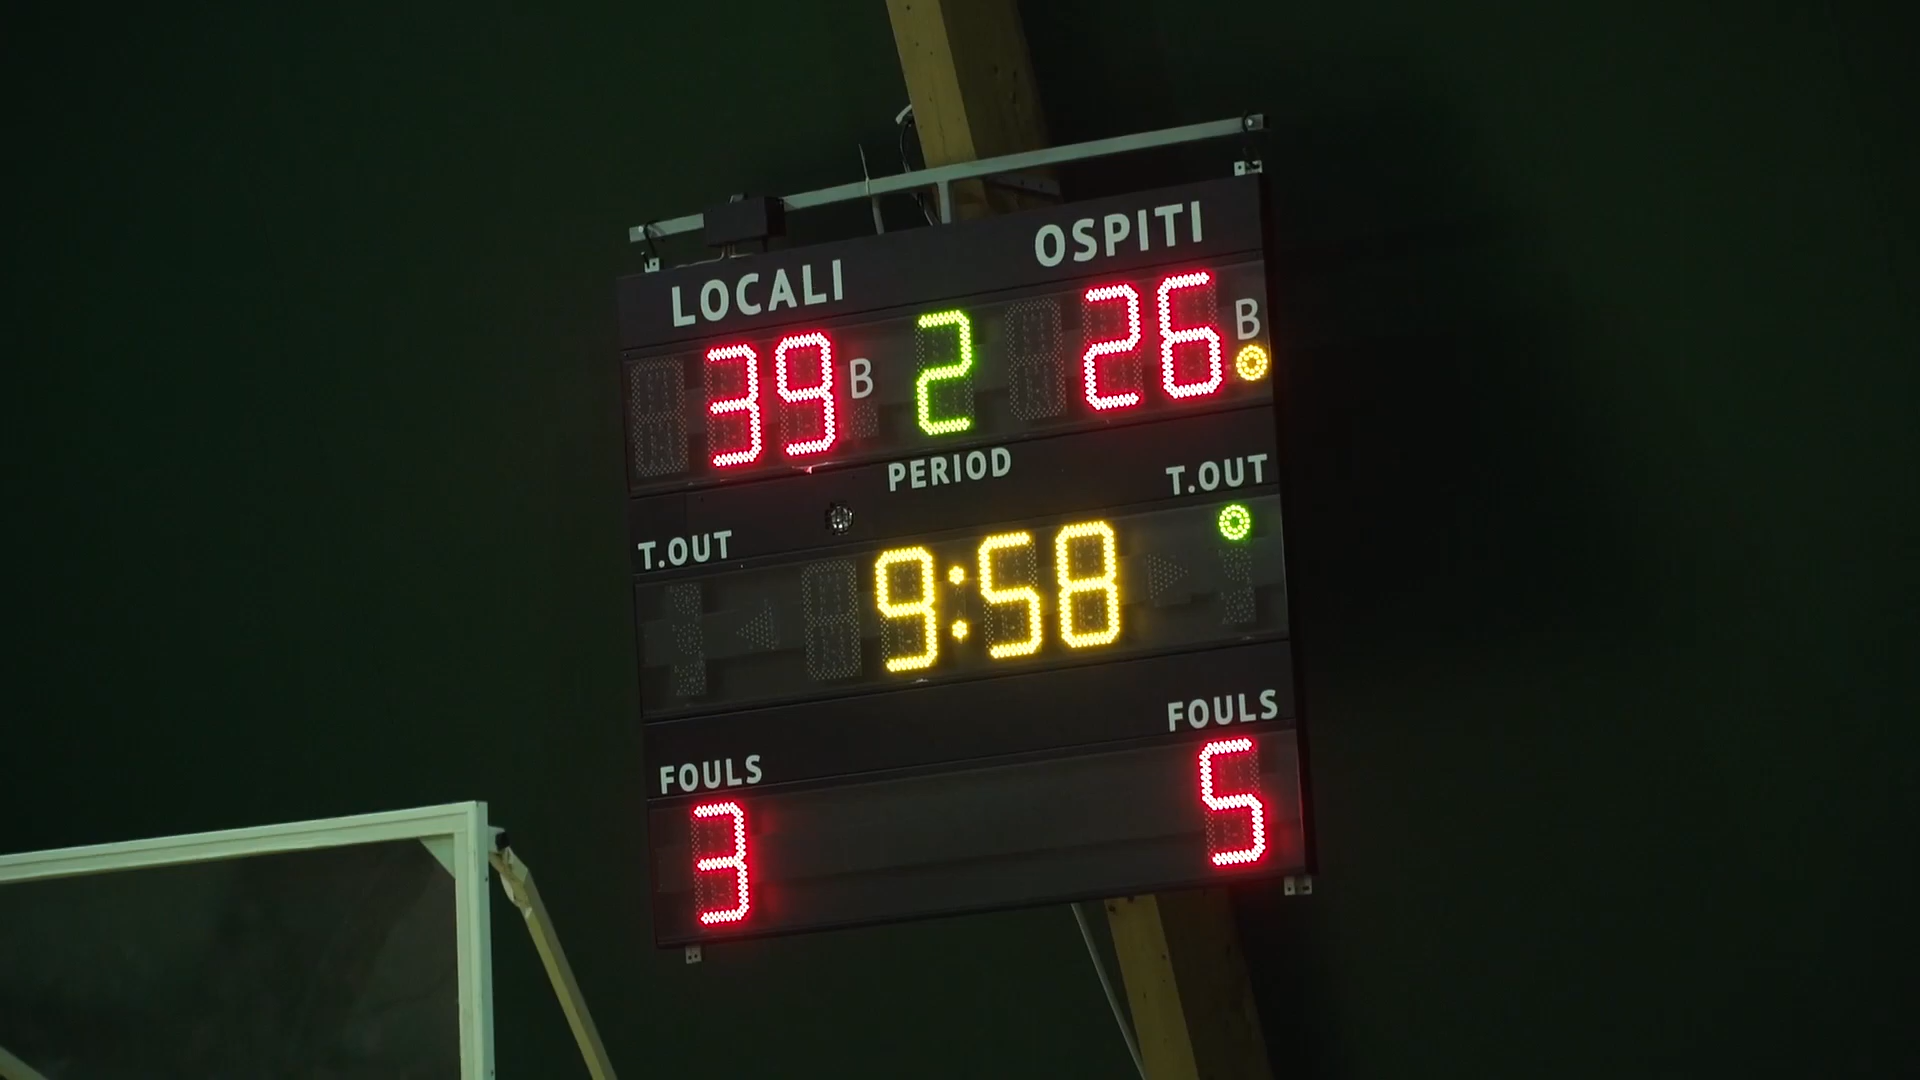 LOCALI OSPITI
39 B 2 26 B
PERIOD
T.OUT T.OUT
9:58
FOULS FOULS
3 5